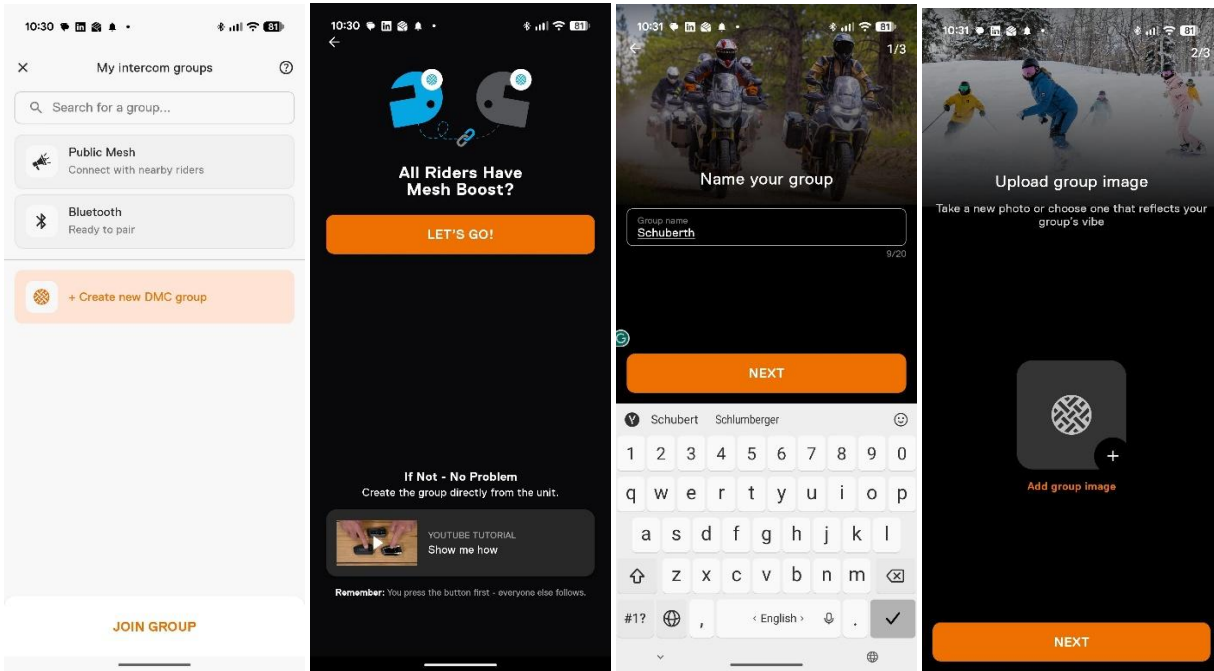 10:30
81
My intercom groups
Search for a group...
Public Mesh
Connect with nearby riders
Bluetooth
Ready to pair
+ Create new DMC group
JOIN GROUP
10:30
81
All Riders Have
Mesh Boost?
LET'S GO!
If Not - No Problem
Create the group directly from the unit.
YOUTUBE TUTORIAL
Show me how
Remember: You press the button first - everyone else follows.
10:31
81
1/3
Name your group
Group name
Schuberth
9/20
NEXT
Schubert Schlumberger
1 2 3 4 5 6 7 8 9 0
q w e r t y u i o p
a s d f g h j k l
z x c v b n m
#1? , < English > .
10:31
81
2/3
Upload group image
Take a new photo or choose one that reflects your
group's vibe
+
Add group image
NEXT